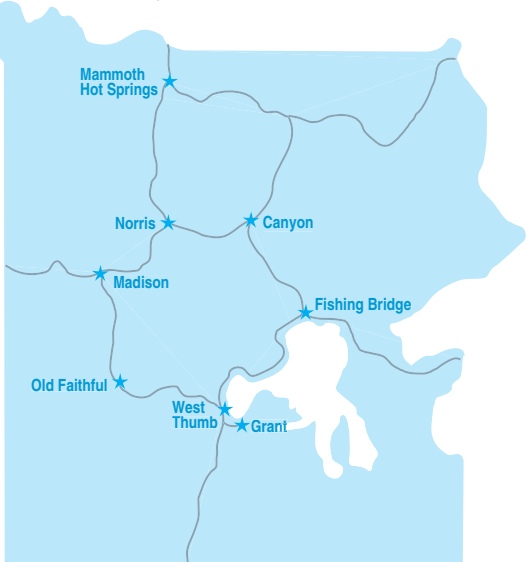 Mammoth
Hot Springs
Norris
Canyon
Madison
Fishing Bridge
Old Faithful
West
Thumb
Grant